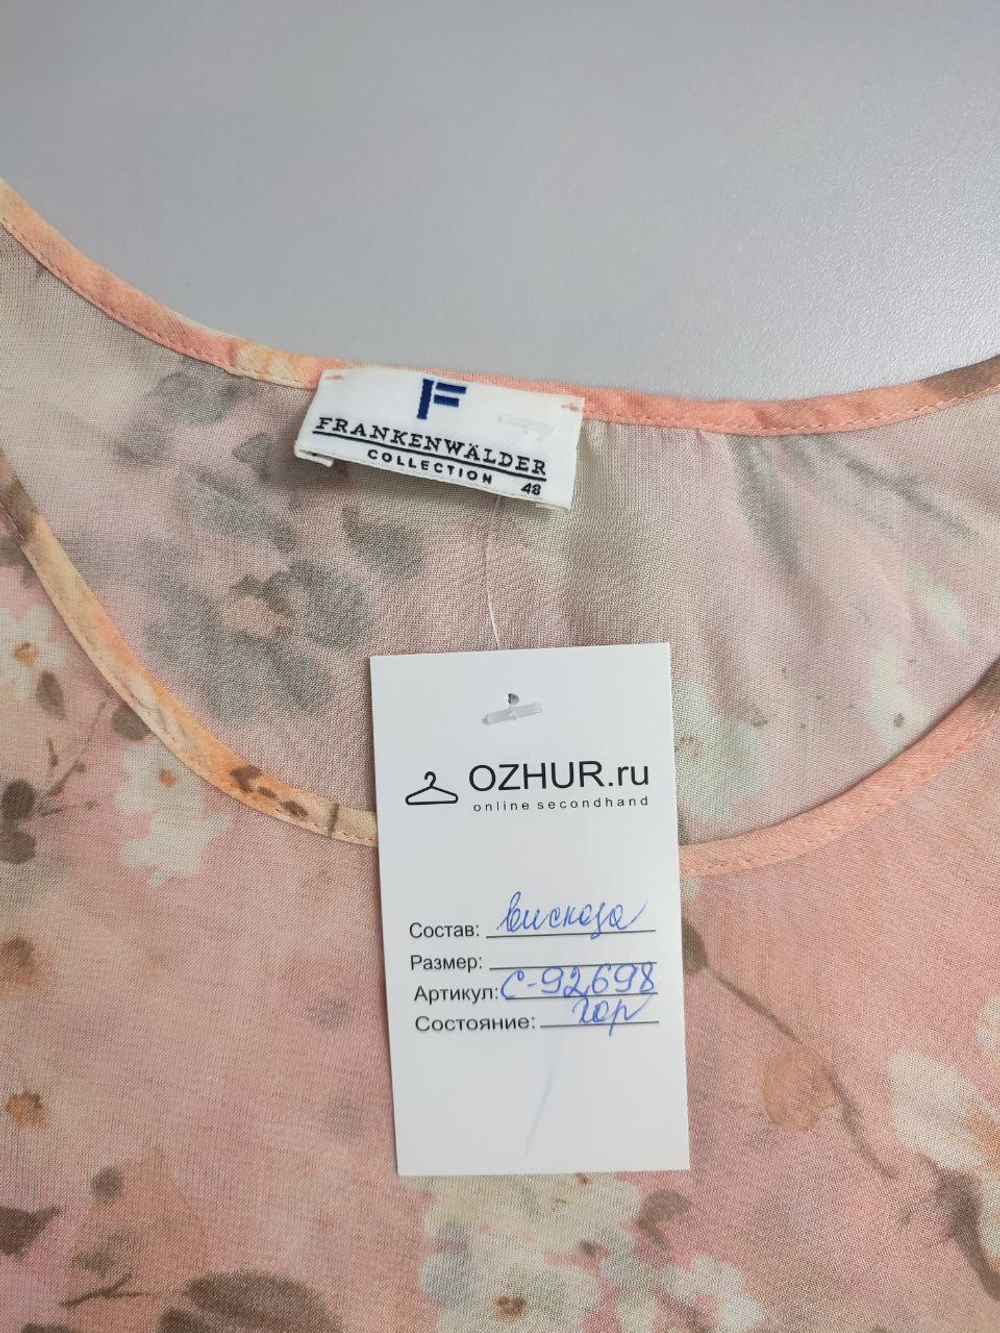 F
FRANKENWÄLDER
COLLECTION
48
OZHUR.ru
online secondhand
Состав: вискоза
Размер:
Артикул: С-92698
Состояние: хор